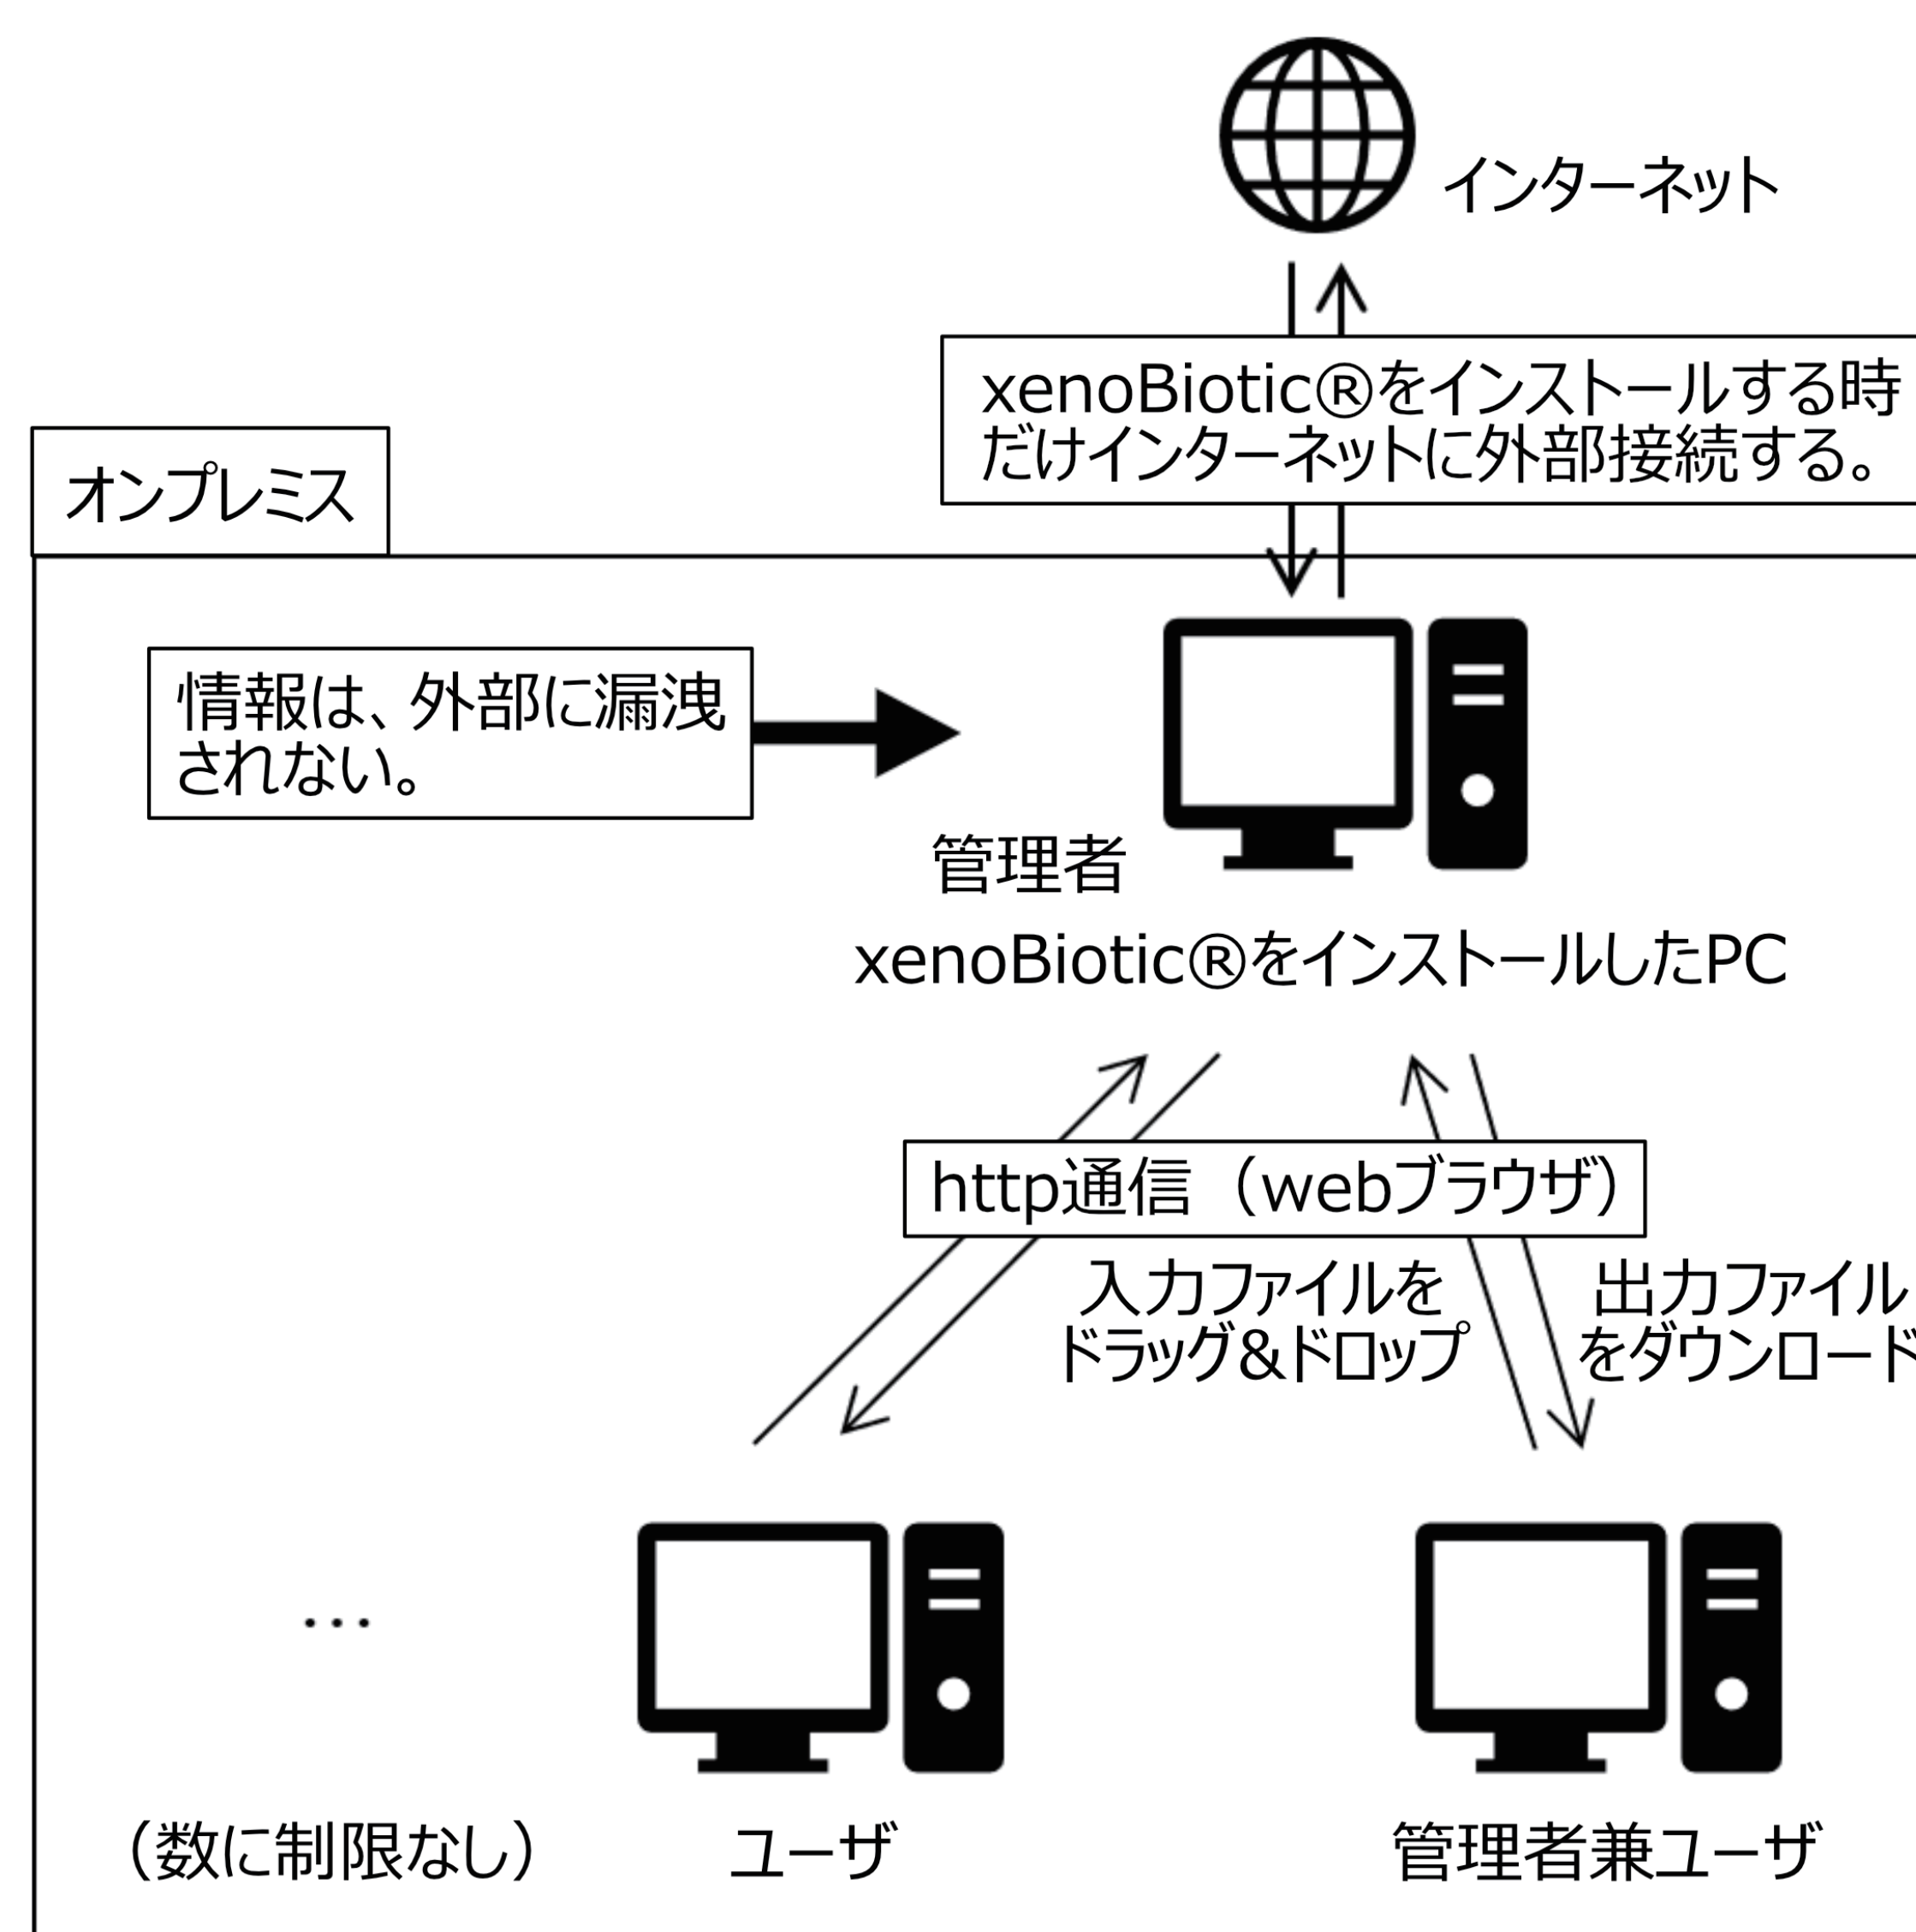 インターネット
xenoBiotic®をインストールする時
だけインターネットに外部接続する。
オンプレミス
情報は、外部に漏洩
されない。
管理者
xenoBiotic®をインストールしたPC
http通信（webブラウザ）
入力ファイルを。
ドラッグ&ドロップ
出力ファイル
をダウンロード
…
（数に制限なし）
ユーザ
管理者兼ユーザ